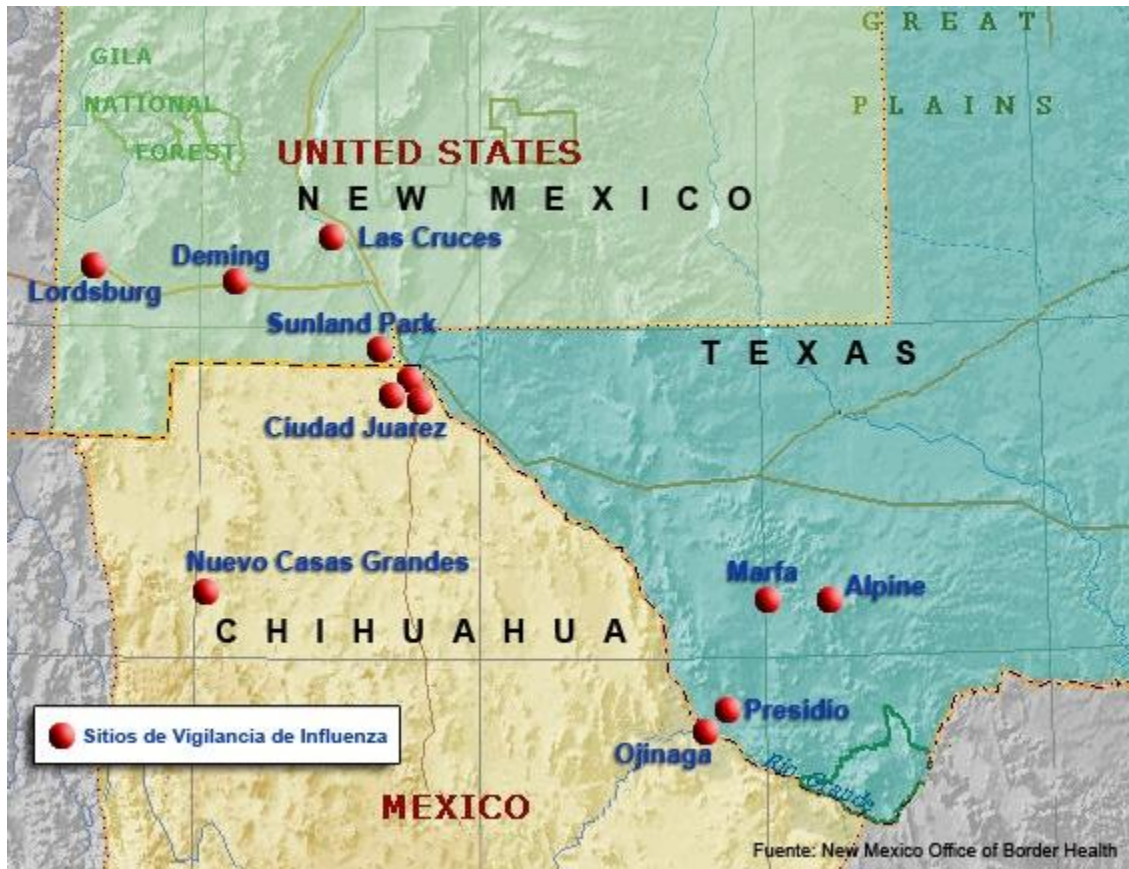 GREAT
PLAINS
GILA
NATIONAL
FOREST
UNITED STATES
NEW MEXICO
Las Cruces
Deming
Lordsburg
Sunland Park
TEXAS
Ciudad Juarez
Nuevo Casas Grandes
Marfa
Alpine
CHIHUAHUA
Presidio
Sitios de Vigilancia de Influenza
Ojinaga
Rio Grande
MEXICO
Fuente: New Mexico Office of Border Health